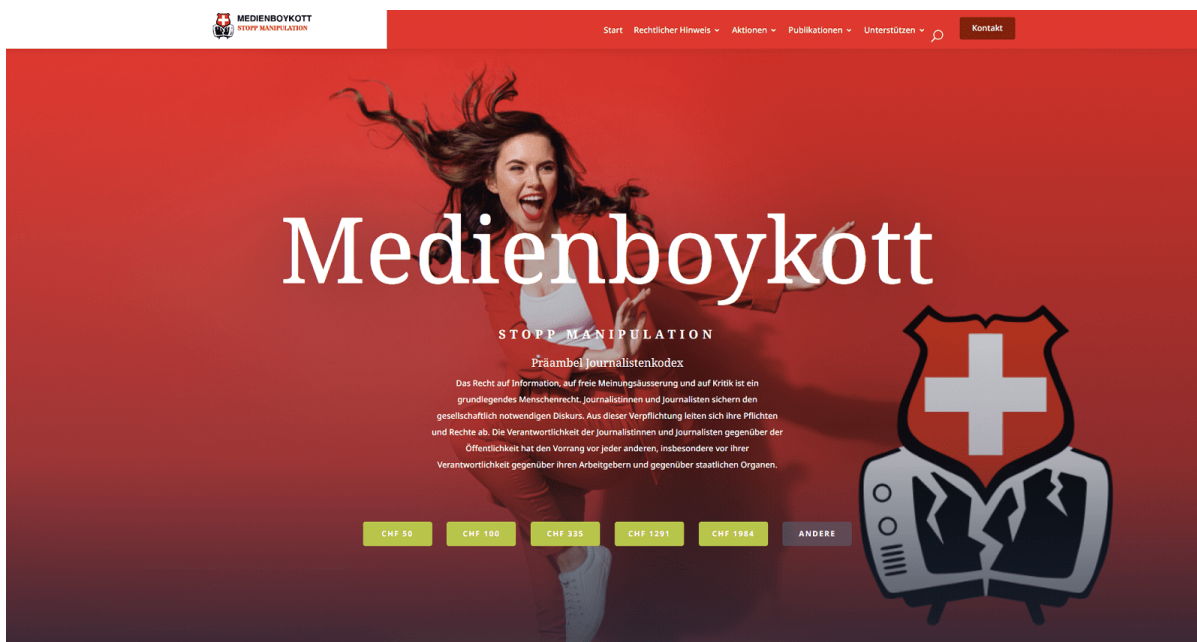 MEDIENBOYKOTT
STOPP MANIPULATION
Start Rechtlicher Hinweis Aktionen Publikationen Unterstützen Kontakt
Medienboykott
STOPP MANIPULATION
Präambel Journalistenkodex
Das Recht auf Information, auf freie Meinungsäusserung und auf Kritik ist ein
grundlegendes Menschenrecht. Journalistinnen und Journalisten sichern den
gesellschaftlich notwendigen Diskurs. Aus dieser Verpflichtung leiten sich ihre Pflichten
und Rechte ab. Die Verantwortlichkeit der Journalistinnen und Journalisten gegenüber der
Öffentlichkeit hat den Vorrang vor jeder anderen, insbesondere vor ihrer
Verantwortlichkeit gegenüber ihren Arbeitgebern und gegenüber staatlichen Organen.
CHF 50 CHF 100 CHF 335 CHF 1291 CHF 1984 ANDERE